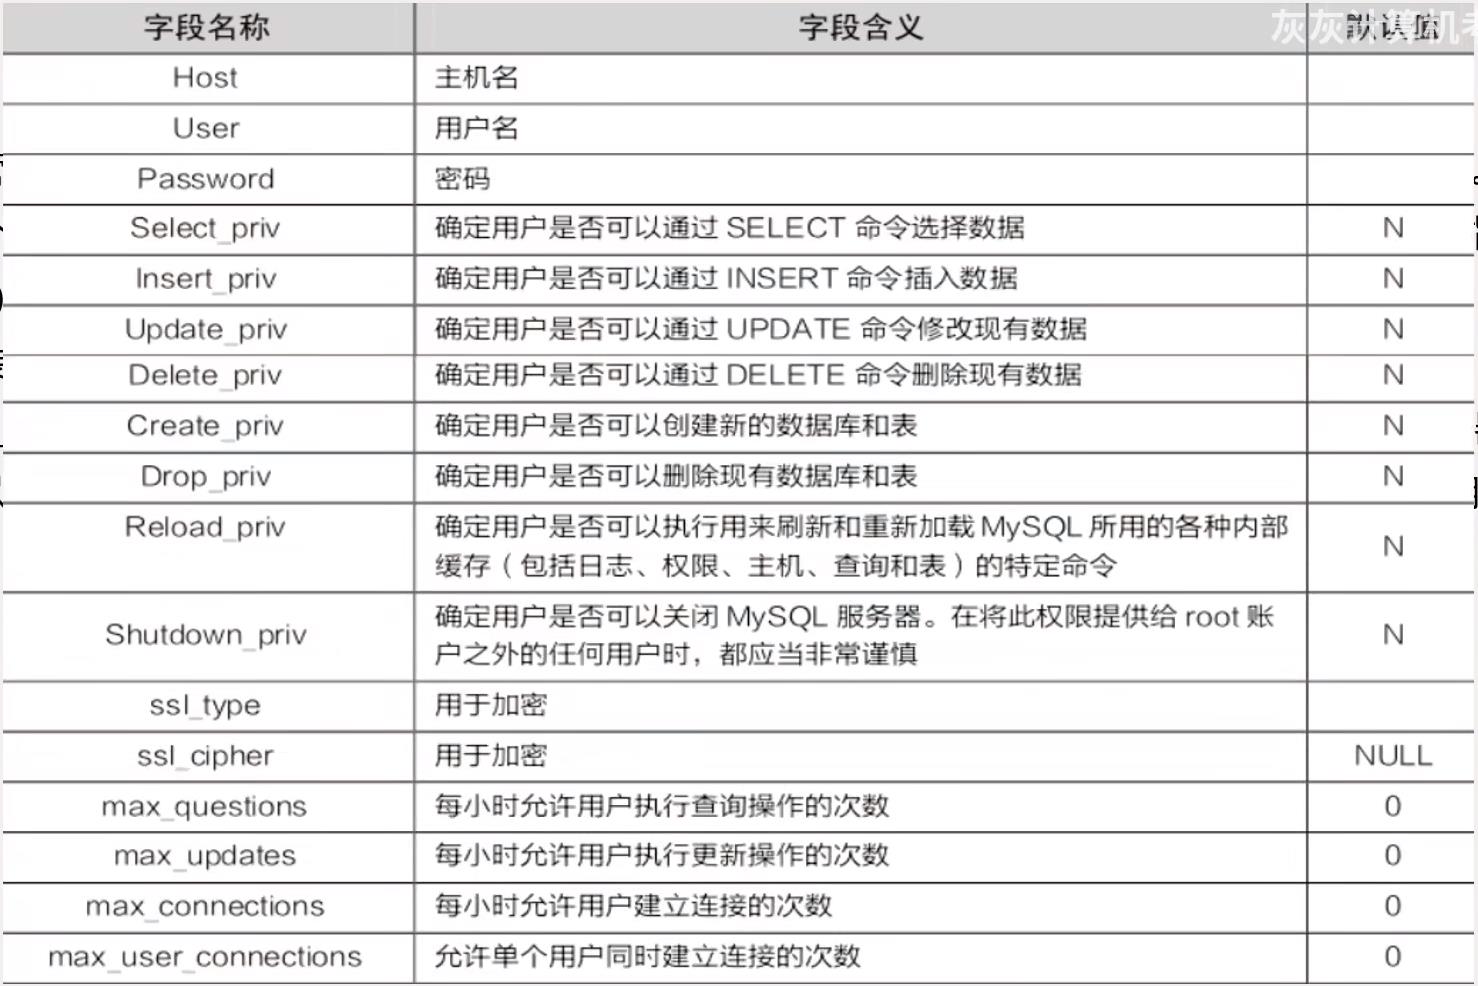 字段名称 字段含义 默认值
灰灰计算机考
Host 主机名
User 用户名
Password 密码
Select_priv 确定用户是否可以通过 SELECT 命令选择数据 N
Insert_priv 确定用户是否可以通过 INSERT 命令插入数据 N
Update_priv 确定用户是否可以通过 UPDATE 命令修改现有数据 N
Delete_priv 确定用户是否可以通过 DELETE 命令删除现有数据 N
Create_priv 确定用户是否可以创建新的数据库和表 N
Drop_priv 确定用户是否可以删除现有数据库和表 N
Reload_priv 确定用户是否可以执行用来刷新和重新加载 MySQL 所用的各种内部
缓存（包括日志、权限、主机、查询和表）的特定命令 N
Shutdown_priv 确定用户是否可以关闭 MySQL 服务器。在将此权限提供给 root 账
户之外的任何用户时，都应当非常谨慎 N
ssl_type 用于加密
ssl_cipher 用于加密 NULL
max_questions 每小时允许用户执行查询操作的次数 0
max_updates 每小时允许用户执行更新操作的次数 0
max_connections 每小时允许用户建立连接的次数 0
max_user_connections 允许单个用户同时建立连接的次数 0